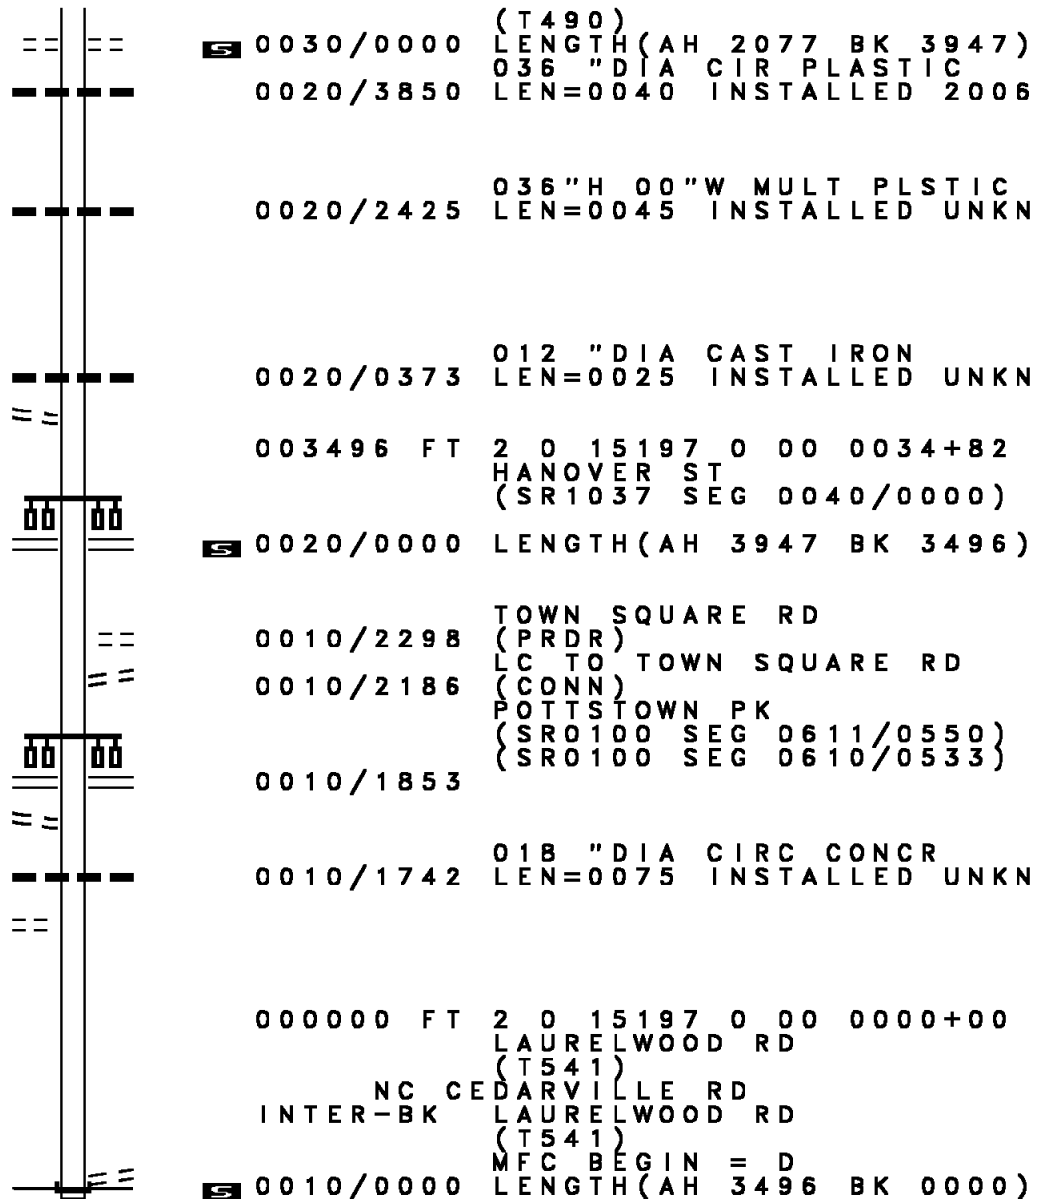 (T490)
S 0030/0000 LENGTH(AH 2077 BK 3947)
036 "DIA CIR PLASTIC
0020/3850 LEN=0040 INSTALLED 2006
036"H 00"W MULT PLSTIC
0020/2425 LEN=0045 INSTALLED UNKN
012 "DIA CAST IRON
0020/0373 LEN=0025 INSTALLED UNKN
003496 FT 2 0 15197 0 00 0034+82
HANOVER ST
(SR1037 SEG 0040/0000)
S 0020/0000 LENGTH(AH 3947 BK 3496)
TOWN SQUARE RD
0010/2298 (PRDR)
LC TO TOWN SQUARE RD
0010/2186 (CONN)
POTTSTOWN PK
(SR0100 SEG 0611/0550)
(SR0100 SEG 0610/0533)
0010/1853
018 "DIA CIRC CONCR
0010/1742 LEN=0075 INSTALLED UNKN
000000 FT 2 0 15197 0 00 0000+00
LAURELWOOD RD
(T541)
NC CEDARVILLE RD
INTER-BK LAURELWOOD RD
(T541)
MFC BEGIN = D
S 0010/0000 LENGTH(AH 3496 BK 0000)